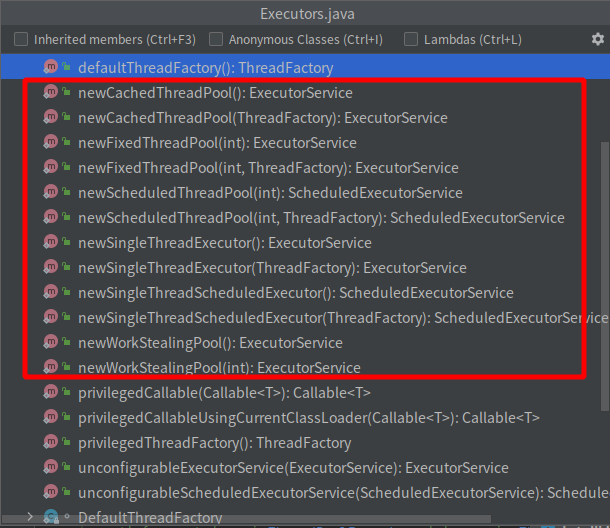 Executors.java
Inherited members (Ctrl+F3) Anonymous Classes (Ctrl+I) Lambdas (Ctrl+L)
defaultThreadFactory(): ThreadFactory
newCachedThreadPool(): ExecutorService
newCachedThreadPool(ThreadFactory): ExecutorService
newFixedThreadPool(int): ExecutorService
newFixedThreadPool(int, ThreadFactory): ExecutorService
newScheduledThreadPool(int): ScheduledExecutorService
newScheduledThreadPool(int, ThreadFactory): ScheduledExecutorService
newSingleThreadExecutor(): ExecutorService
newSingleThreadExecutor(ThreadFactory): ExecutorService
newSingleThreadScheduledExecutor(): ScheduledExecutorService
newSingleThreadScheduledExecutor(ThreadFactory): ScheduledExecutorService
newWorkStealingPool(): ExecutorService
newWorkStealingPool(int): ExecutorService
privilegedCallable(Callable<T>): Callable<T>
privilegedCallableUsingCurrentClassLoader(Callable<T>): Callable<T>
privilegedThreadFactory(): ThreadFactory
unconfigurableExecutorService(ExecutorService): ExecutorService
unconfigurableScheduledExecutorService(ScheduledExecutorService): Schedule
DefaultThreadFactory